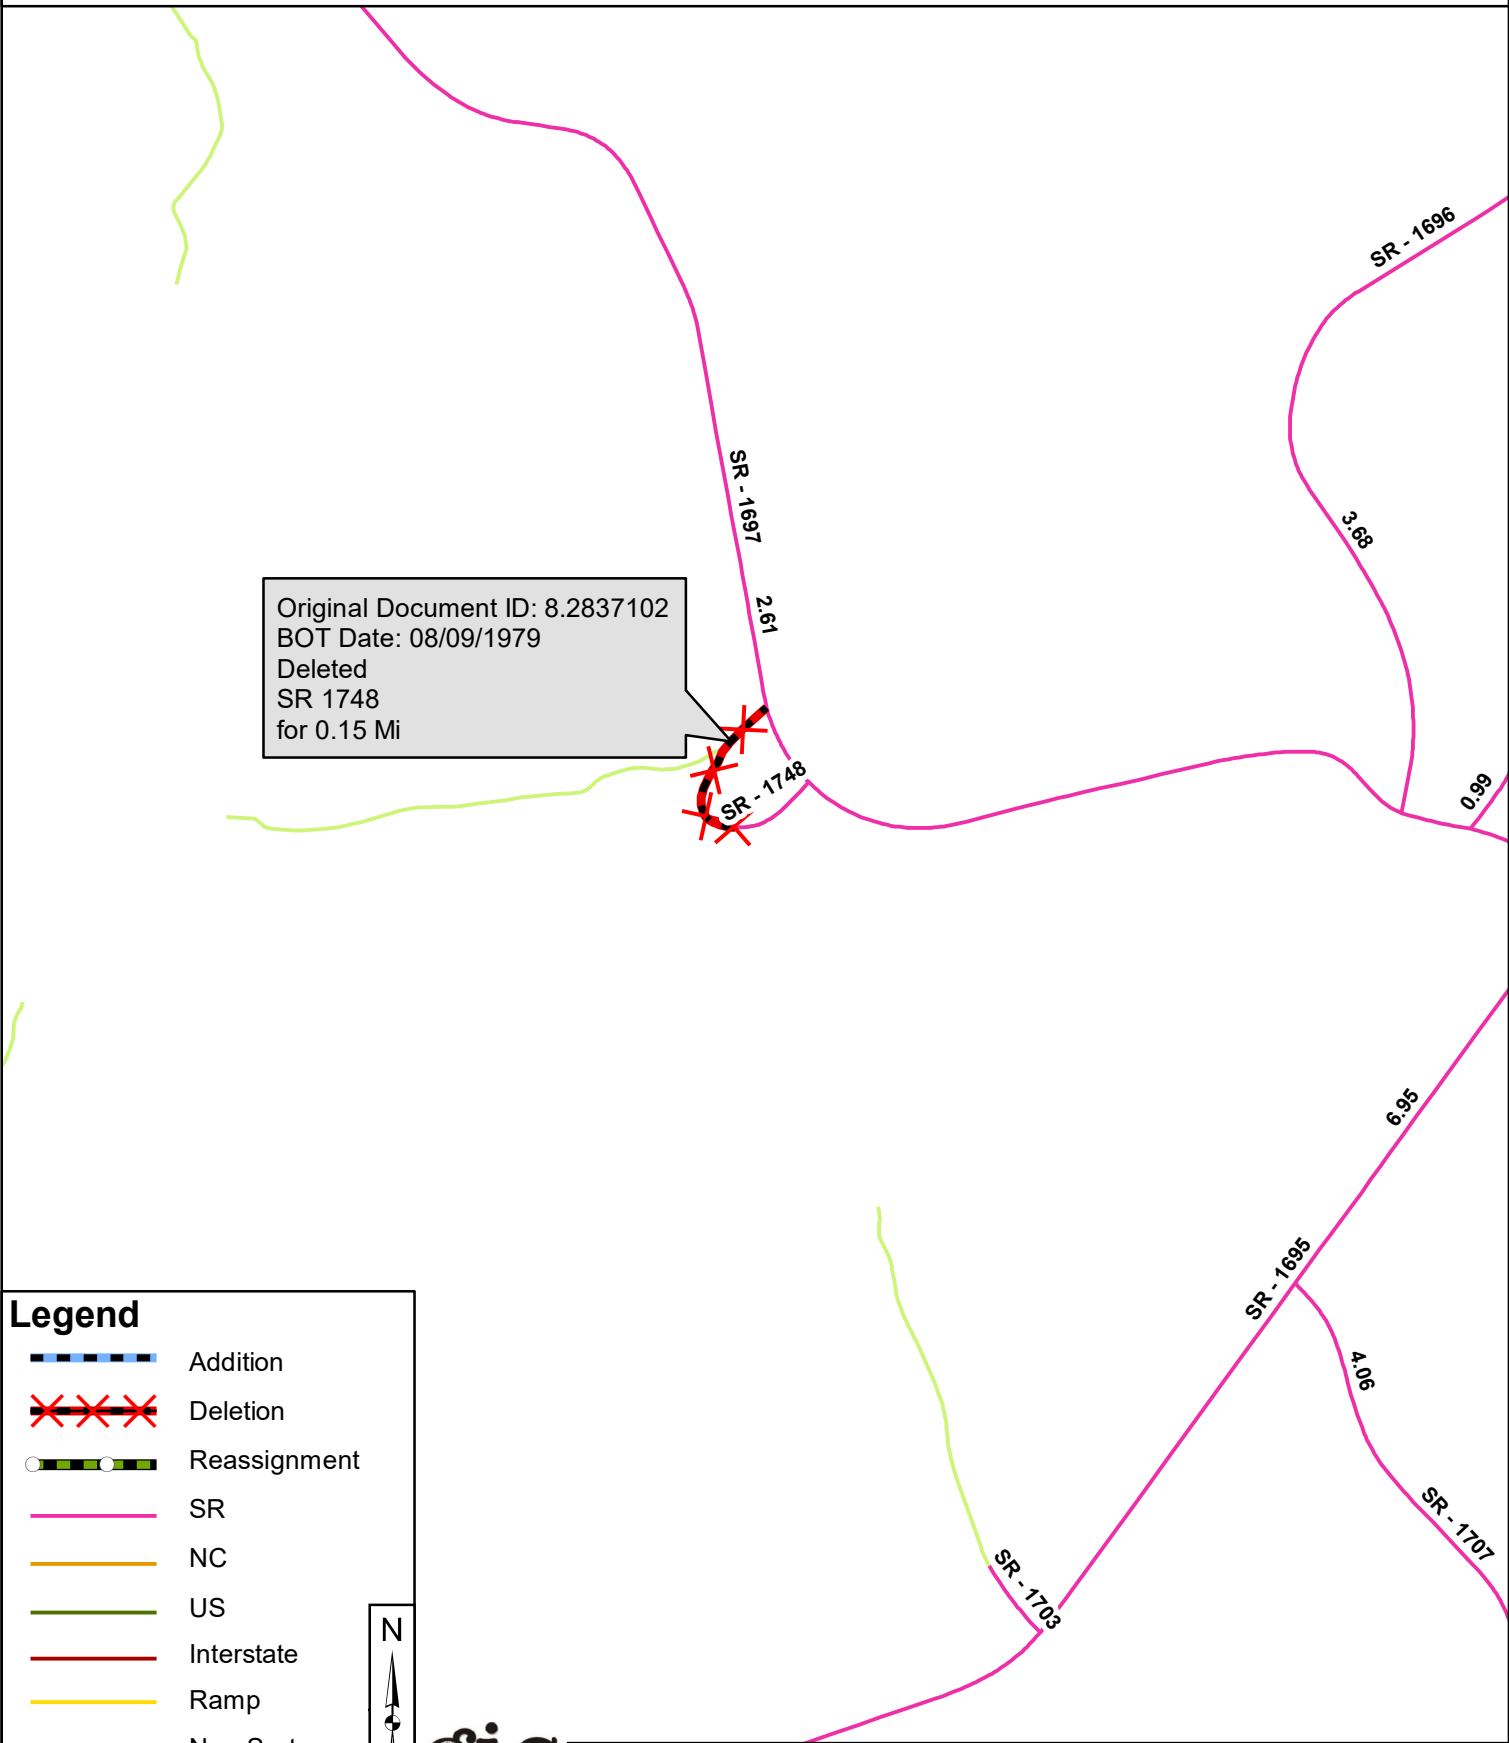 SR - 1696
SR - 1697
3.68
Original Document ID: 8.2837102
BOT Date: 08/09/1979
Deleted
SR 1748
for 0.15 Mi
2.61
SR - 1748
0.99
6.95
SR - 1695
4.06
SR - 1707
SR - 1703
Legend
Addition
Deletion
Reassignment
SR
NC
US
Interstate
Ramp
N